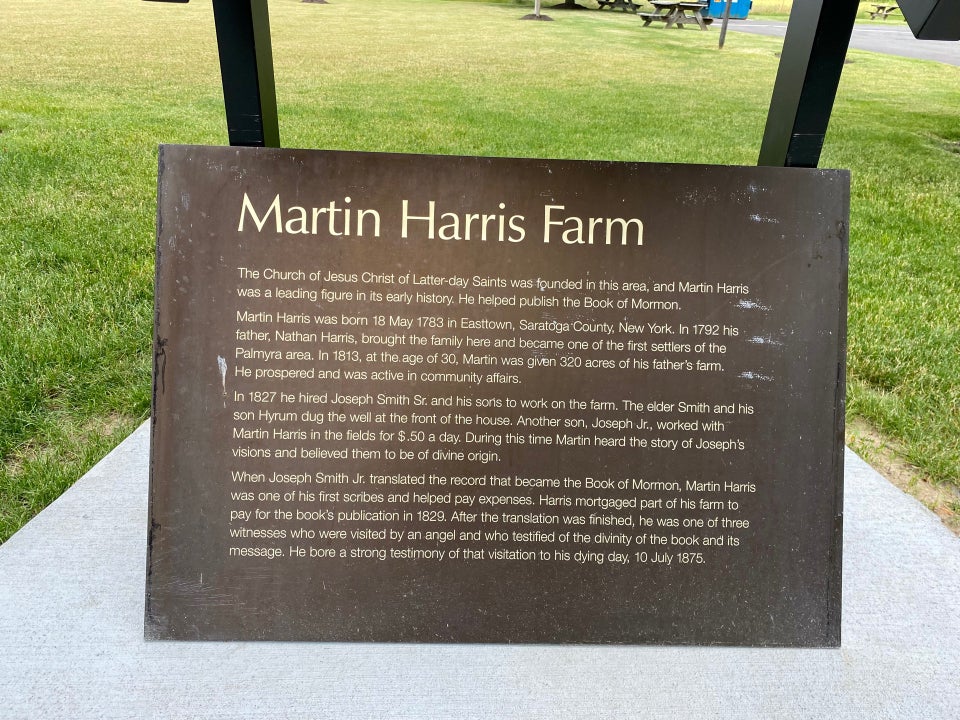 Martin Harris Farm
The Church of Jesus Christ of Latter-day Saints was founded in this area, and Martin Harris
was a leading figure in its early history. He helped publish the Book of Mormon.
Martin Harris was born 18 May 1783 in Easttown, Saratoga County, New York. In 1792 his
father, Nathan Harris, brought the family here and became one of the first settlers of the
Palmyra area. In 1813, at the age of 30, Martin was given 320 acres of his father's farm.
He prospered and was active in community affairs.
In 1827 he hired Joseph Smith Sr. and his sons to work on the farm. The elder Smith and his
son Hyrum dug the well at the front of the house. Another son, Joseph Jr., worked with
Martin Harris in the fields for $.50 a day. During this time Martin heard the story of Joseph's
visions and believed them to be of divine origin.
When Joseph Smith Jr. translated the record that became the Book of Mormon, Martin Harris
was one of his first scribes and helped pay expenses. Harris mortgaged part of his farm to
pay for the book's publication in 1829. After the translation was finished, he was one of three
witnesses who were visited by an angel and who testified of the divinity of the book and its
message. He bore a strong testimony of that visitation to his dying day, 10 July 1875.